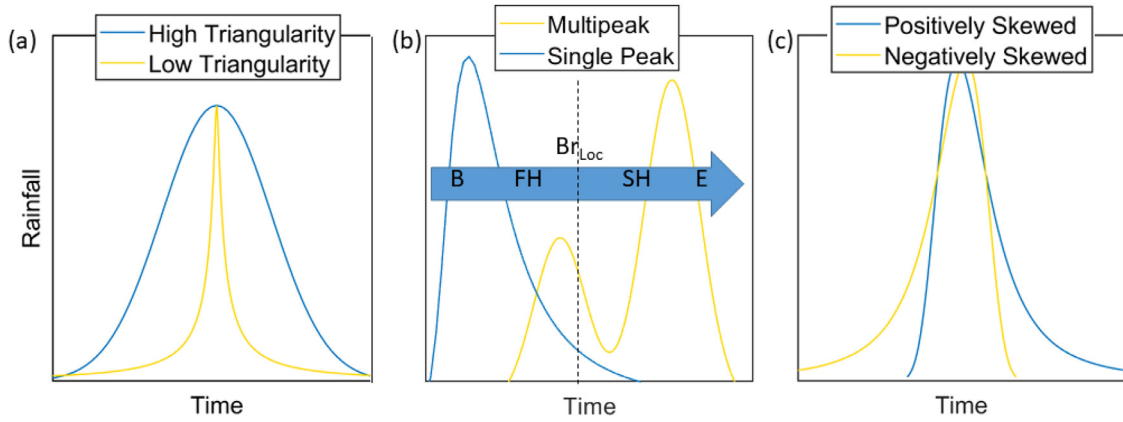 (a)
High Triangularity
Low Triangularity
Rainfall
Time
(b)
Multipeak
Single Peak
Br_Loc
B FH SH E
Time
(c)
Positively Skewed
Negatively Skewed
Time